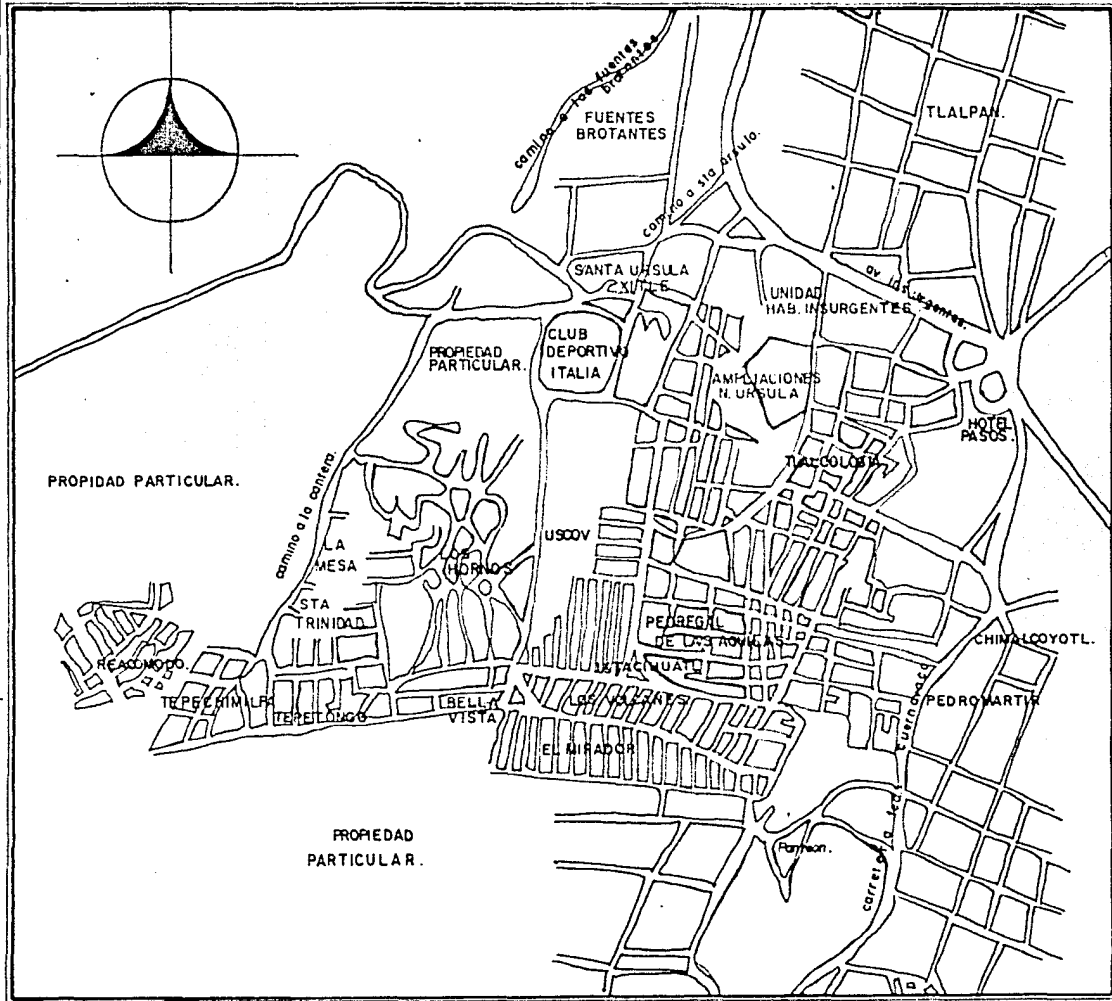 camino a las fuentes
brotantes
FUENTES
BROTANTES
TLALPAN.
camino a sta ursula.
SANTA URSULA
av insurgentes.
UNIDAD
HAB. INSURGENTES
CLUB
DEPORTIVO
ITALIA
PROPIEDAD
PARTICULAR.
AMPLIACIONES
N. URSULA
HOTEL
PASOS.
TLALCOLIGIA
PROPIDAD PARTICULAR.
camino a la cantera.
USCOV
LA
MESA
LOS
HORNOS
STA
TRINIDAD
PEDREGAL
DE LAS AGUILAS
CHIMALCOYOTL.
REACOMODO.
IXTACIHUATL
TEPECHIMILPA
TEPETONGO
BELLA
VISTA
LOS VOLCANES
PEDRO MARTIR
EL MIRADOR
carretera fed. cuernavaca
PROPIEDAD
PARTICULAR.
Panteon.